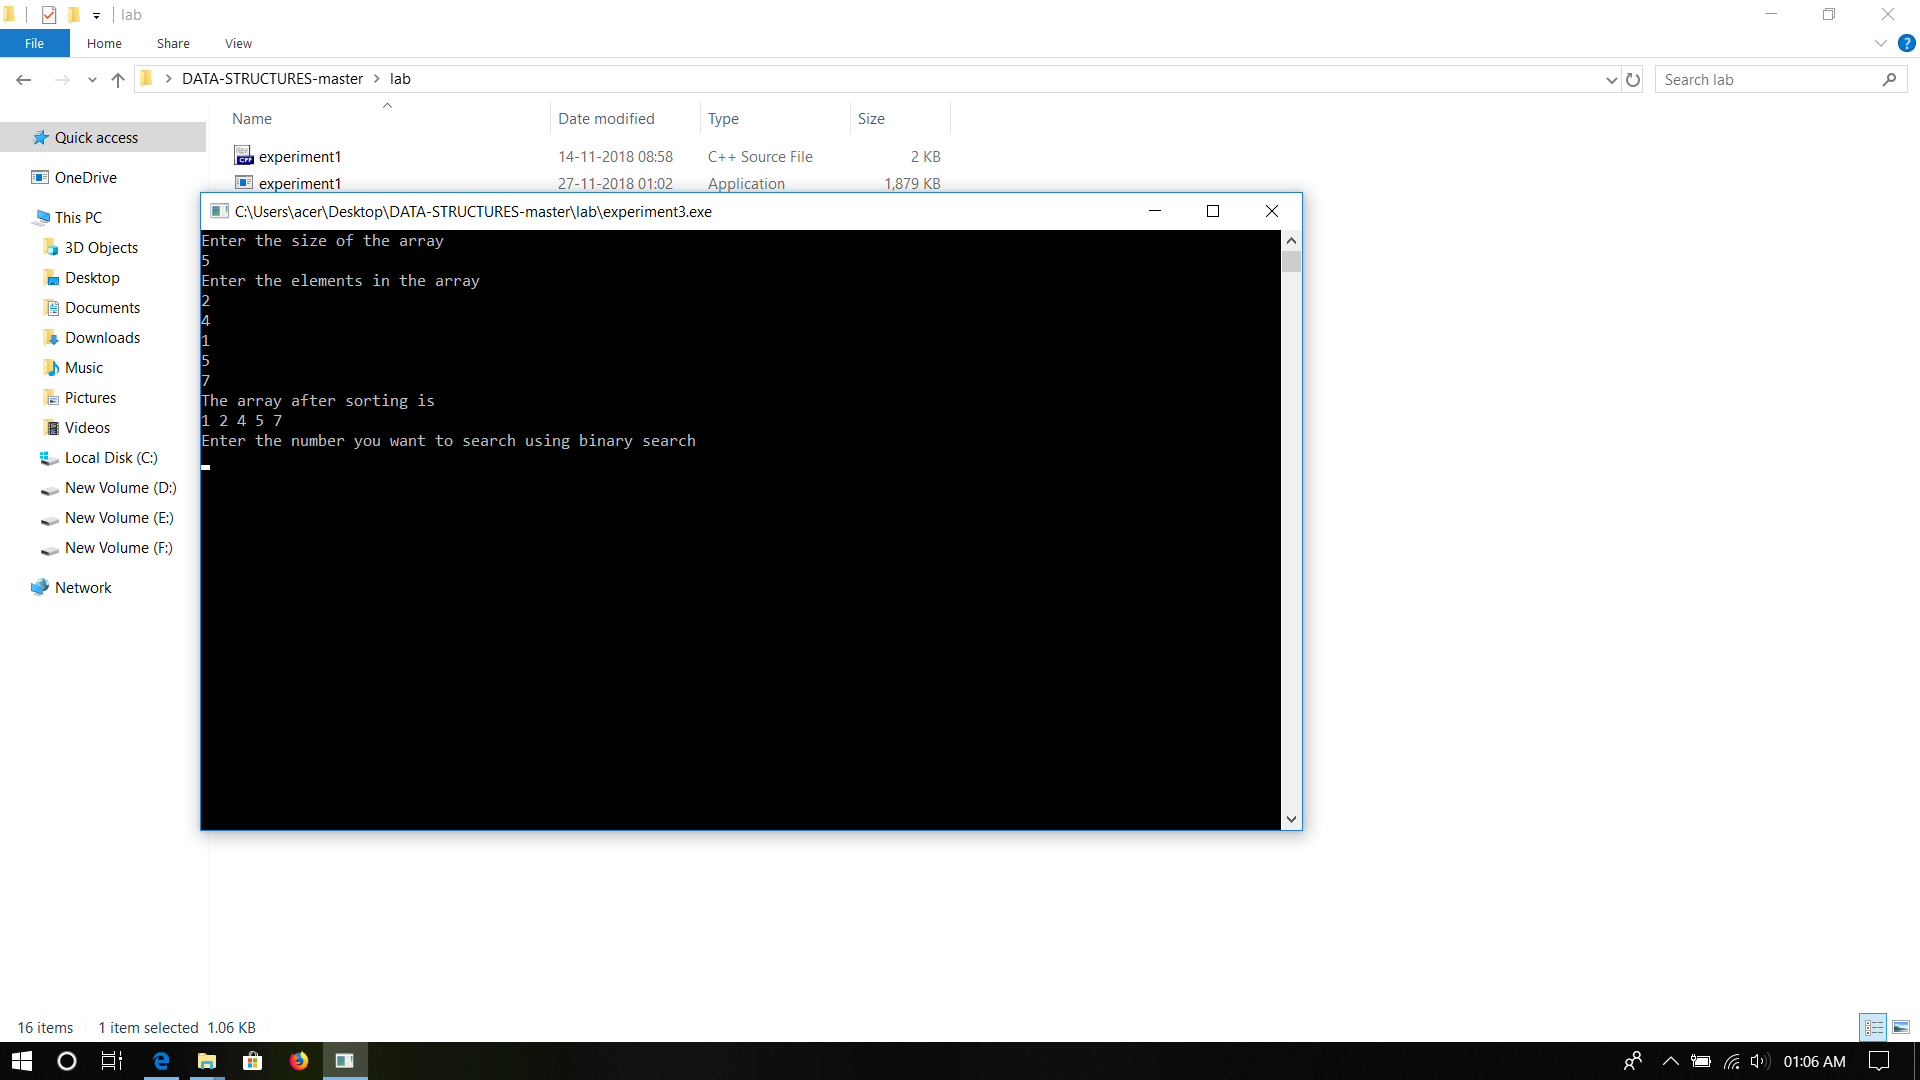 lab
File Home Share View
DATA-STRUCTURES-master lab
Search lab
Name Date modified Type Size
experiment1 14-11-2018 08:58 C++ Source File 2 KB
experiment1 27-11-2018 01:02 Application 1,879 KB
Quick access
OneDrive
This PC
3D Objects
Desktop
Documents
Downloads
Music
Pictures
Videos
Local Disk (C:)
New Volume (D:)
New Volume (E:)
New Volume (F:)
Network
C:\Users\acer\Desktop\DATA-STRUCTURES-master\lab\experiment3.exe
Enter the size of the array
5
Enter the elements in the array
2
4
1
5
7
The array after sorting is
1 2 4 5 7
Enter the number you want to search using binary search
16 items 1 item selected 1.06 KB
01:06 AM